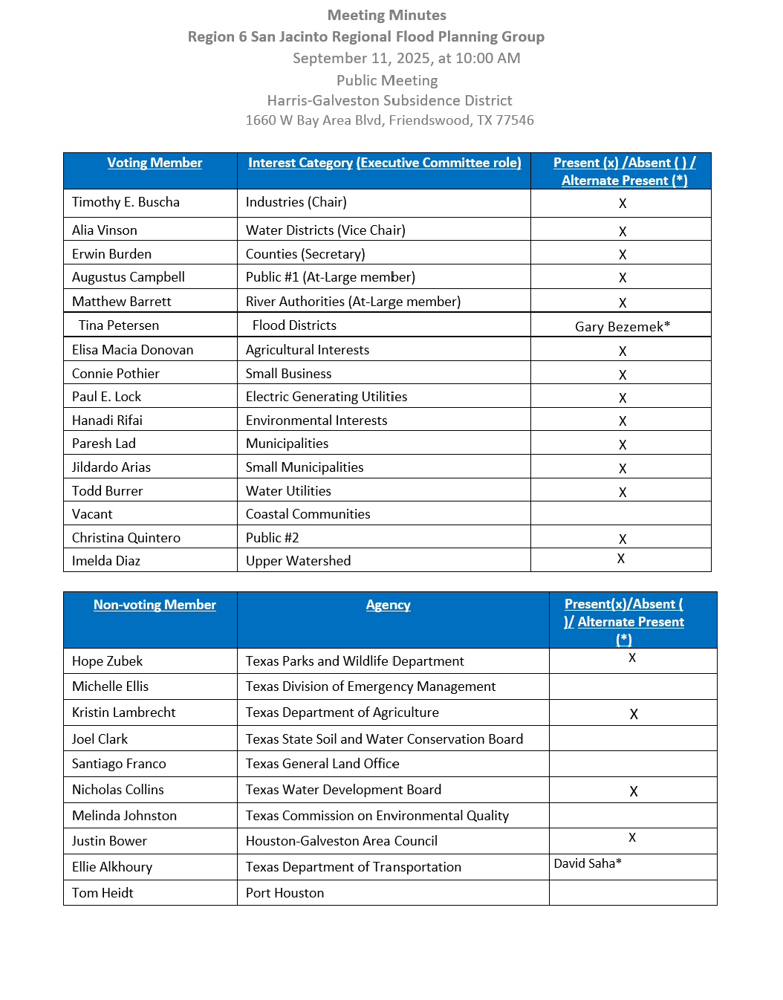 Meeting Minutes
Region 6 San Jacinto Regional Flood Planning Group
September 11, 2025, at 10:00 AM
Public Meeting
Harris-Galveston Subsidence District
1660 W Bay Area Blvd, Friendswood, TX 77546
Voting Member Interest Category (Executive Committee role) Present (x) /Absent ( ) /
Alternate Present (*)
Timothy E. Buscha Industries (Chair) X
Alia Vinson Water Districts (Vice Chair) X
Erwin Burden Counties (Secretary) X
Augustus Campbell Public #1 (At-Large member) X
Matthew Barrett River Authorities (At-Large member) X
Tina Petersen Flood Districts Gary Bezemek*
Elisa Macia Donovan Agricultural Interests X
Connie Pothier Small Business X
Paul E. Lock Electric Generating Utilities X
Hanadi Rifai Environmental Interests X
Paresh Lad Municipalities X
Jildardo Arias Small Municipalities X
Todd Burrer Water Utilities X
Vacant Coastal Communities
Christina Quintero Public #2 X
Imelda Diaz Upper Watershed X
Non-voting Member Agency Present(x)/Absent (
)/ Alternate Present
(*)
Hope Zubek Texas Parks and Wildlife Department X
Michelle Ellis Texas Division of Emergency Management
Kristin Lambrecht Texas Department of Agriculture X
Joel Clark Texas State Soil and Water Conservation Board
Santiago Franco Texas General Land Office
Nicholas Collins Texas Water Development Board X
Melinda Johnston Texas Commission on Environmental Quality
Justin Bower Houston-Galveston Area Council X
Ellie Alkhoury Texas Department of Transportation David Saha*
Tom Heidt Port Houston